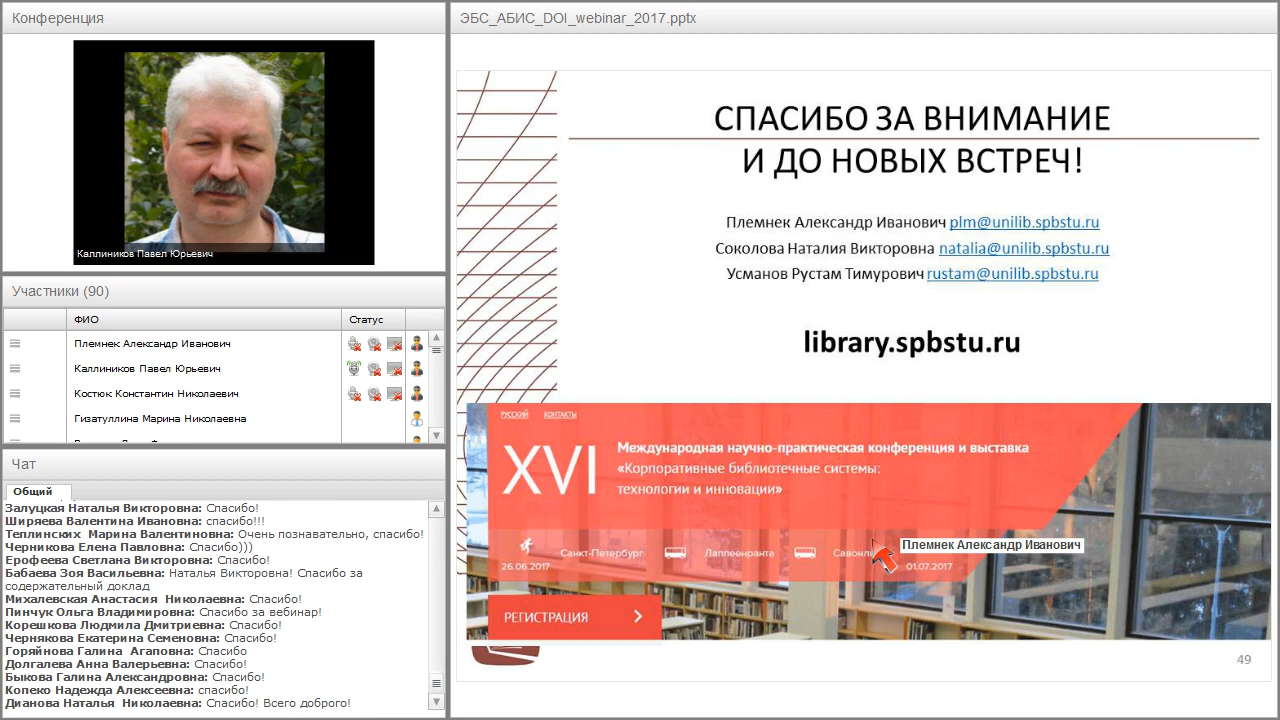 Конференция
Каллиников Павел Юрьевич
Участники (90)
ФИО
Статус
Племнек Александр Иванович
Каллиников Павел Юрьевич
Костюк Константин Николаевич
Гизатуллина Марина Николаевна
Чат
Общий
Залуцкая Наталья Викторовна: Спасибо!
Ширяева Валентина Ивановна: спасибо!!!
Теплинских Марина Валентиновна: Очень познавательно, спасибо!
Черникова Елена Павловна: Спасибо)))
Ерофеева Светлана Викторовна: Спасибо!
Бабаева Зоя Васильевна: Наталья Викторовна! Спасибо за
содержательный доклад
Михалевская Анастасия Николаевна: Спасибо!
Пинчук Ольга Владимировна: Спасибо за вебинар!
Корешкова Людмила Дмитриевна: Спасибо!
Чернякова Екатерина Семеновна: Спасибо!
Горяйнова Галина Агаповна: Спасибо
Долгалева Анна Валерьевна: Спасибо!
Быкова Галина Александровна: Спасибо!
Копеко Надежда Алексеевна: спасибо!
Дианова Наталья Николаевна: Спасибо! Всего доброго!
ЭБС_АБИС_DOI_webinar_2017.pptx
СПАСИБО ЗА ВНИМАНИЕ
И ДО НОВЫХ ВСТРЕЧ!
Племнек Александр Иванович plm@unilib.spbstu.ru
Соколова Наталия Викторовна natalia@unilib.spbstu.ru
Усманов Рустам Тимурович rustam@unilib.spbstu.ru
library.spbstu.ru
РУССКИЙ КОНТАКТЫ
XVI
Международная научно-практическая конференция и выставка
«Корпоративные библиотечные системы:
технологии и инновации»
Племнек Александр Иванович
Санкт-Петербург Лаппеенранта
26.06.2017 01.07.2017
РЕГИСТРАЦИЯ
49